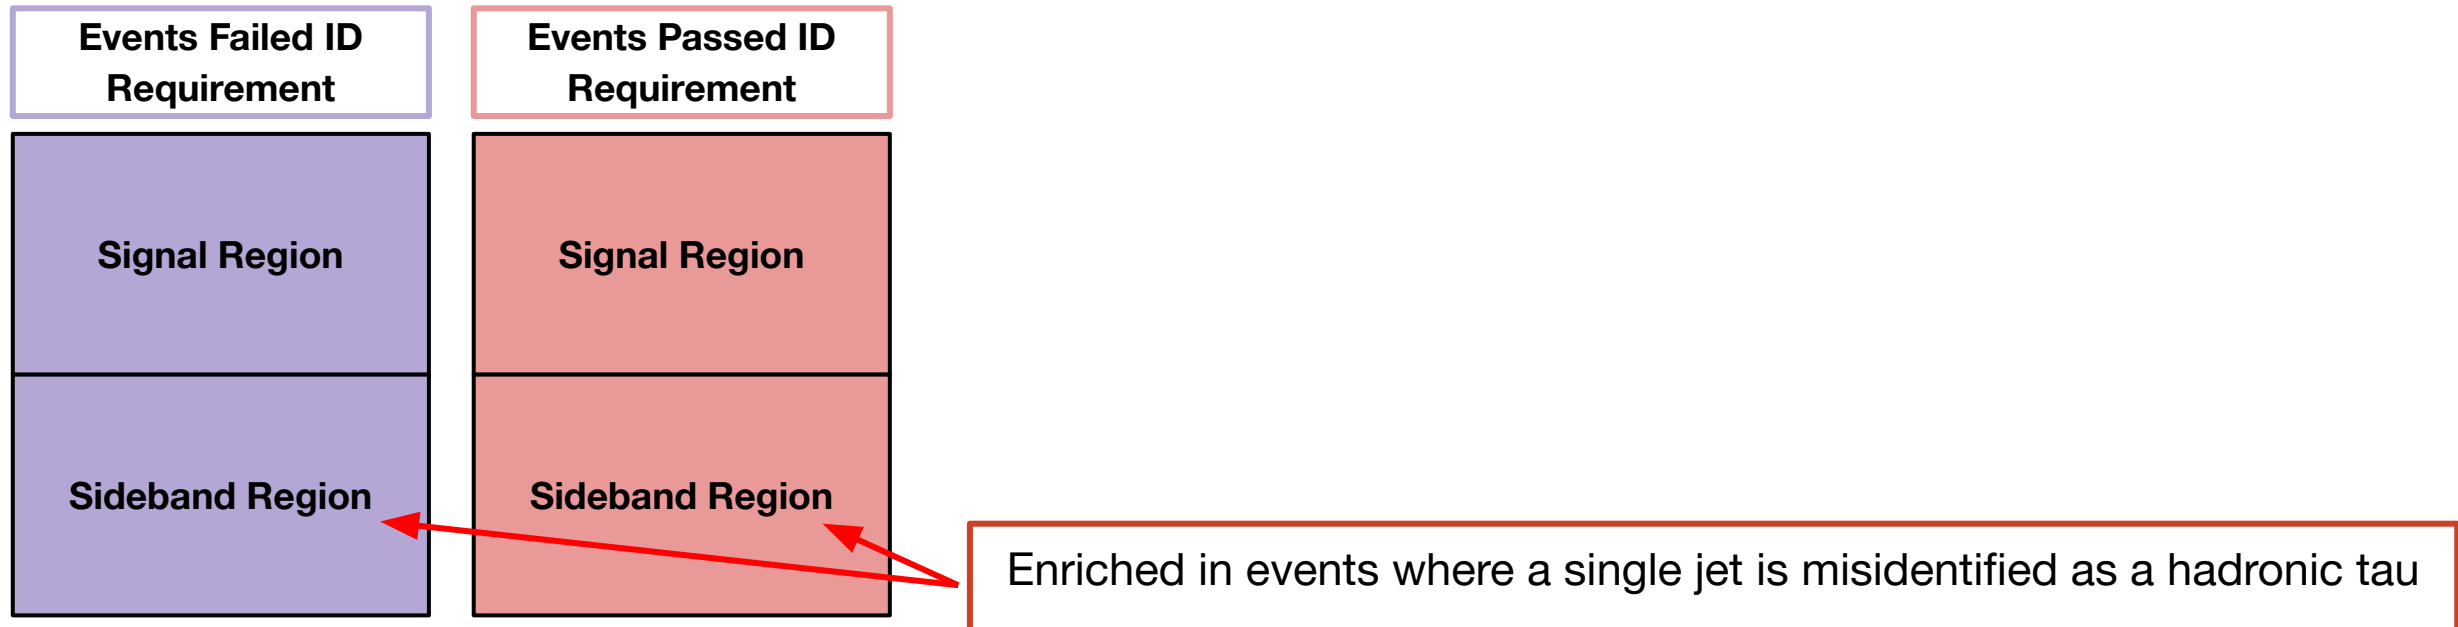 Events Failed ID
Requirement
Events Passed ID
Requirement
Signal Region
Signal Region
Sideband Region
Sideband Region
Enriched in events where a single jet is misidentified as a hadronic tau